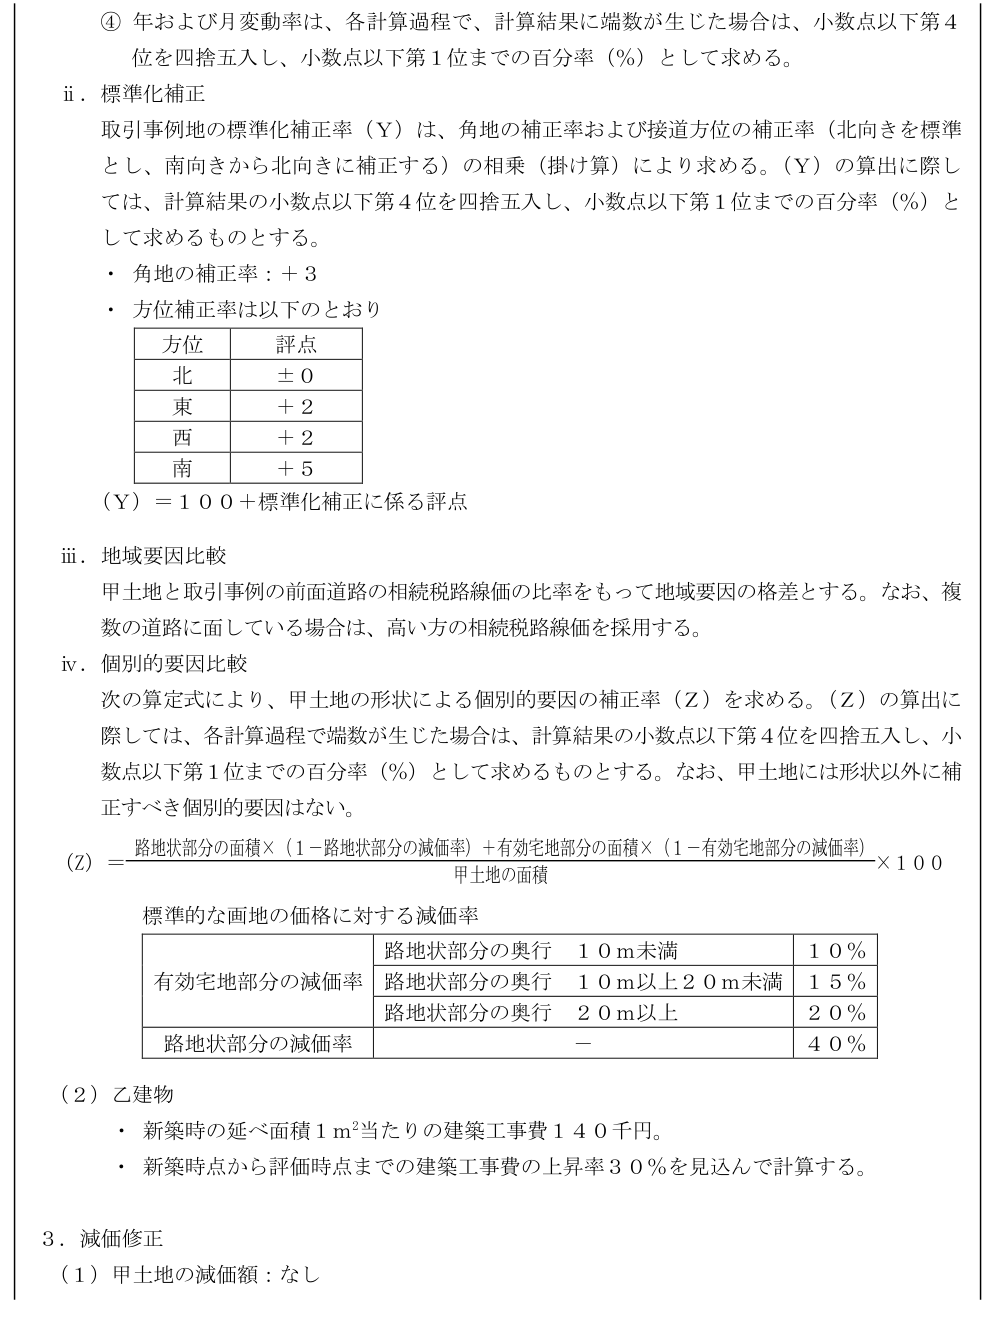 ④ 年および月変動率は、各計算過程で、計算結果に端数が生じた場合は、小数点以下第４
位を四捨五入し、小数点以下第１位までの百分率（％）として求める。
ⅱ．標準化補正
取引事例地の標準化補正率（Ｙ）は、角地の補正率および接道方位の補正率（北向きを標準
とし、南向きから北向きに補正する）の相乗（掛け算）により求める。（Ｙ）の算出に際し
ては、計算結果の小数点以下第４位を四捨五入し、小数点以下第１位までの百分率（％）と
して求めるものとする。
・ 角地の補正率：＋３
・ 方位補正率は以下のとおり
方位 評点
北 ±０
東 ＋２
西 ＋２
南 ＋５
（Ｙ）＝１００＋標準化補正に係る評点
ⅲ．地域要因比較
甲土地と取引事例の前面道路の相続税路線価の比率をもって地域要因の格差とする。なお、複
数の道路に面している場合は、高い方の相続税路線価を採用する。
ⅳ．個別的要因比較
次の算定式により、甲土地の形状による個別的要因の補正率（Ｚ）を求める。（Ｚ）の算出に
際しては、各計算過程で端数が生じた場合は、計算結果の小数点以下第４位を四捨五入し、小
数点以下第１位までの百分率（％）として求めるものとする。なお、甲土地には形状以外に補
正すべき個別的要因はない。
路地状部分の面積×（１－路地状部分の減価率）＋有効宅地部分の面積×（１－有効宅地部分の減価率）
（Z）＝ ×１００
甲土地の面積
標準的な画地の価格に対する減価率
路地状部分の奥行　１０ｍ未満 １０％
有効宅地部分の減価率 路地状部分の奥行　１０ｍ以上２０ｍ未満 １５％
路地状部分の奥行　２０ｍ以上 ２０％
路地状部分の減価率 － ４０％
（２）乙建物
・ 新築時の延べ面積１ｍ²当たりの建築工事費１４０千円。
・ 新築時点から評価時点までの建築工事費の上昇率３０％を見込んで計算する。
３．減価修正
（１）甲土地の減価額：なし